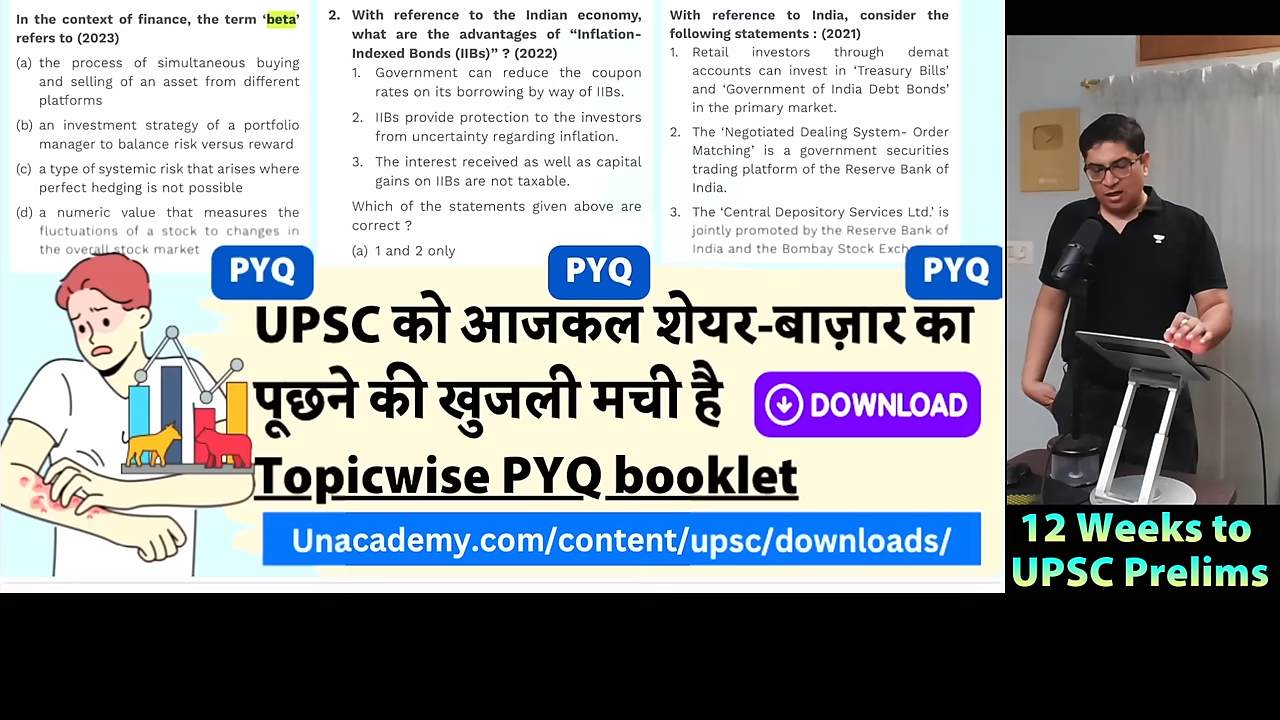 In the context of finance, the term ‘beta’
refers to (2023)
(a) the process of simultaneous buying
and selling of an asset from different
platforms
(b) an investment strategy of a portfolio
manager to balance risk versus reward
(c) a type of systemic risk that arises where
perfect hedging is not possible
(d) a numeric value that measures the
fluctuations of a stock to changes in
the overall stock market
2. With reference to the Indian economy,
what are the advantages of “Inflation-
Indexed Bonds (IIBs)” ? (2022)
1. Government can reduce the coupon
rates on its borrowing by way of IIBs.
2. IIBs provide protection to the investors
from uncertainty regarding inflation.
3. The interest received as well as capital
gains on IIBs are not taxable.
Which of the statements given above are
correct ?
(a) 1 and 2 only
With reference to India, consider the
following statements : (2021)
1. Retail investors through demat
accounts can invest in ‘Treasury Bills’
and ‘Government of India Debt Bonds’
in the primary market.
2. The ‘Negotiated Dealing System- Order
Matching’ is a government securities
trading platform of the Reserve Bank of
India.
3. The ‘Central Depository Services Ltd.’ is
jointly promoted by the Reserve Bank of
India and the Bombay Stock
PYQ
PYQ
PYQ
UPSC को आजकल शेयर-बाज़ार का
पूछने की खुजली मची है
DOWNLOAD
Topicwise PYQ booklet
Unacademy.com/content/upsc/downloads/
12 Weeks to
UPSC Prelims